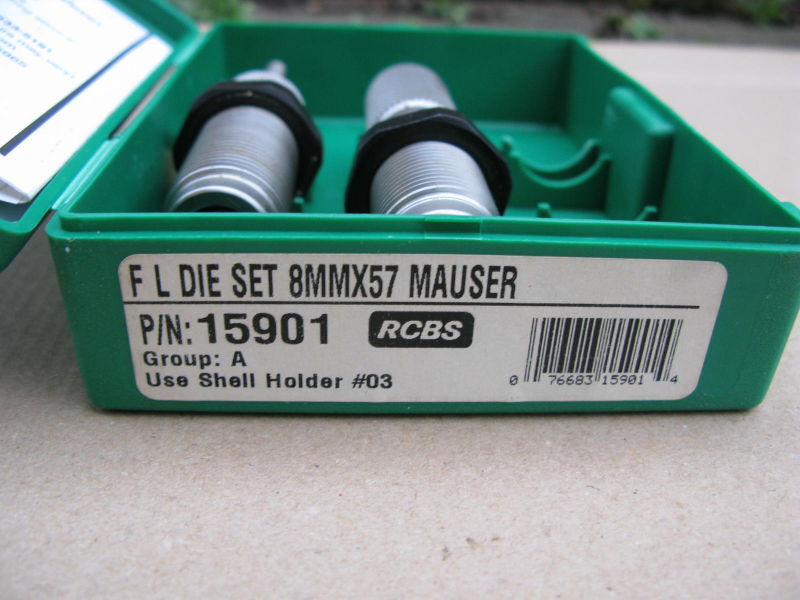 F L DIE SET 8MMX57 MAUSER
P/N: 15901
RCBS
Group: A
Use Shell Holder #03
0 76683 15901 4